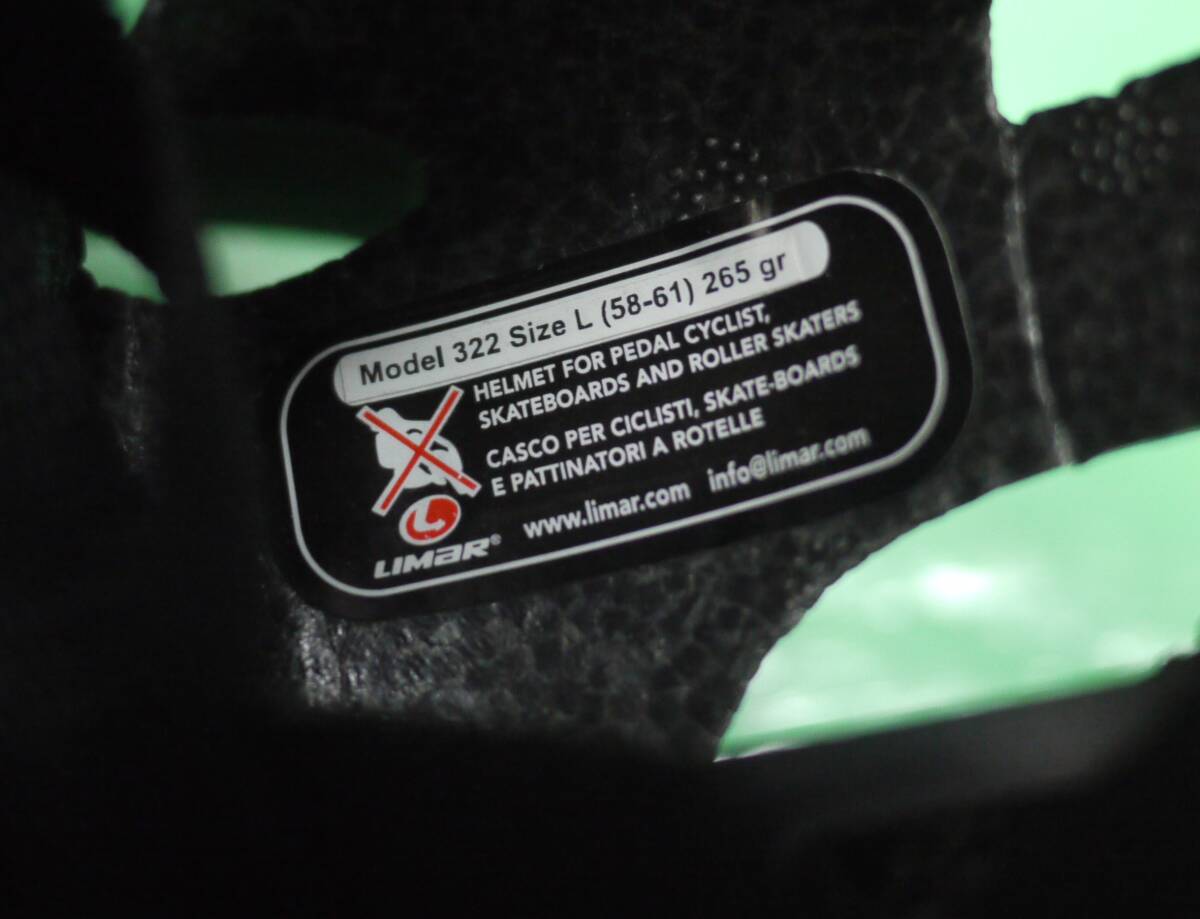 Model 322 Size L (58-61) 265 gr
HELMET FOR PEDAL CYCLIST,
SKATEBOARDS AND ROLLER SKATERS
CASCO PER CICLISTI, SKATE-BOARDS
E PATTINATORI A ROTELLE
www.limar.com info@limar.com
LIMAR®